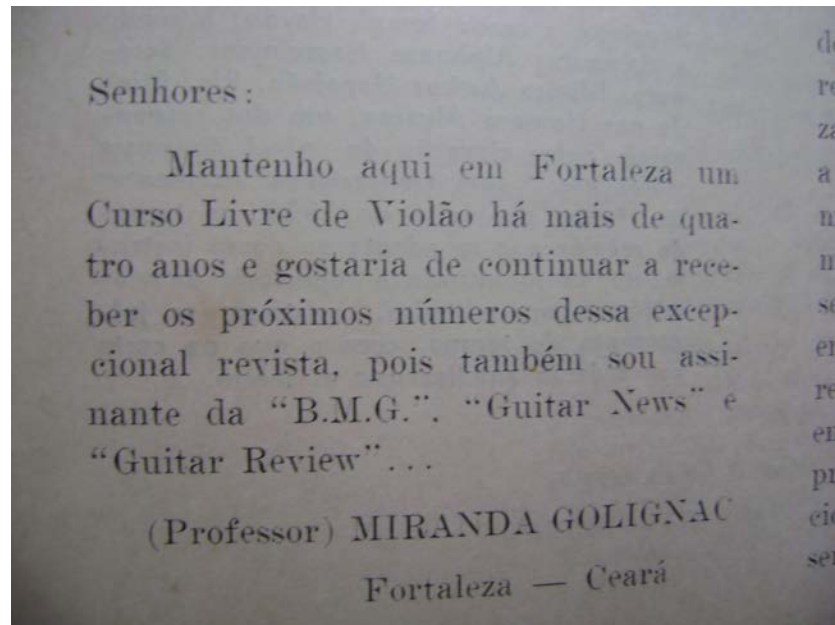 Senhores :
Mantenho aqui em Fortaleza um
Curso Livre de Violão há mais de qua-
tro anos e gostaria de continuar a rece-
ber os próximos números dessa excep-
cional revista, pois também sou assi-
nante da “B.M.G.”. “Guitar News” e
“Guitar Review”...
(Professor) MIRANDA GOLIGNAC
Fortaleza — Ceará